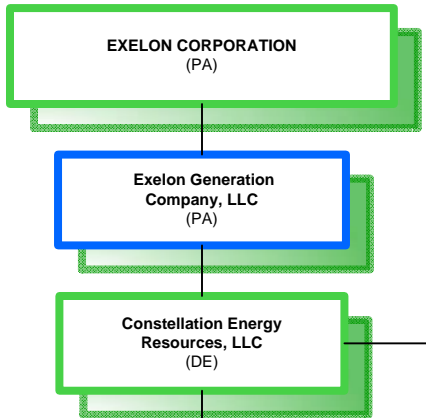 EXELON CORPORATION
(PA)
Exelon Generation
Company, LLC
(PA)
Constellation Energy
Resources, LLC
(DE)